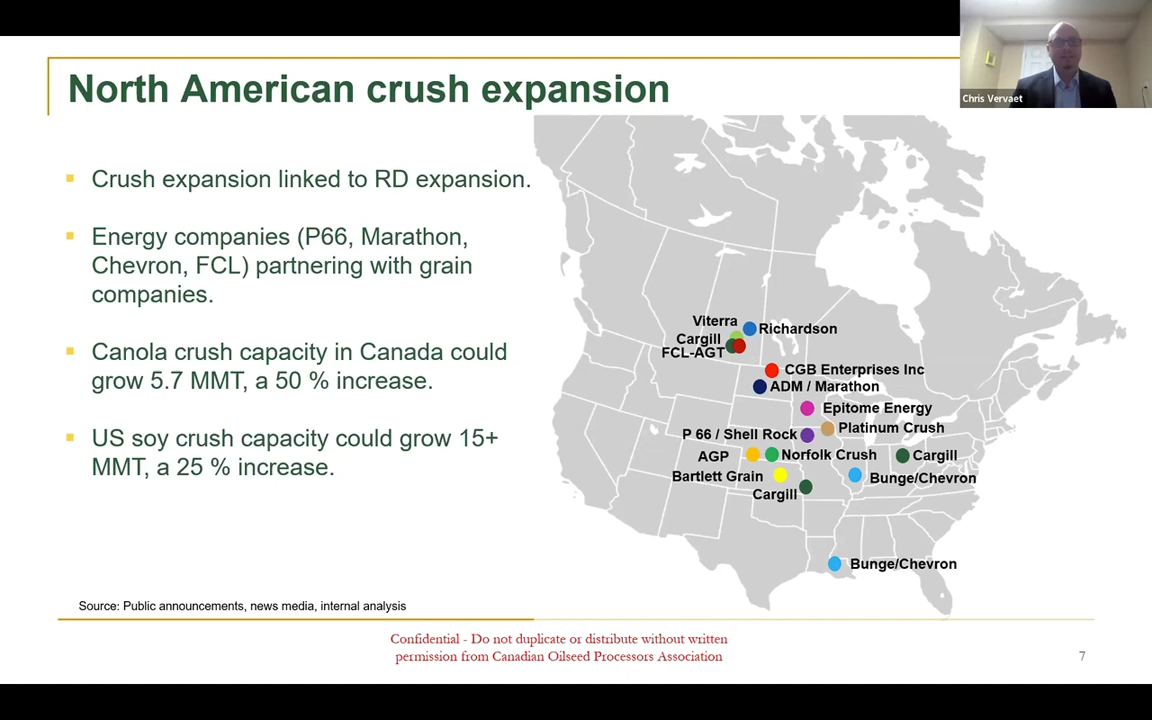 Chris Vervaet
North American crush expansion
Crush expansion linked to RD expansion.
Energy companies (P66, Marathon,
Chevron, FCL) partnering with grain
companies.
Canola crush capacity in Canada could
grow 5.7 MMT, a 50 % increase.
US soy crush capacity could grow 15+
MMT, a 25 % increase.
Viterra
Richardson
Cargill
FCL-AGT
CGB Enterprises Inc
ADM / Marathon
Epitome Energy
Platinum Crush
P 66 / Shell Rock
AGP
Norfolk Crush
Cargill
Bartlett Grain
Bunge/Chevron
Cargill
Bunge/Chevron
Source: Public announcements, news media, internal analysis
Confidential - Do not duplicate or distribute without written
permission from Canadian Oilseed Processors Association
7